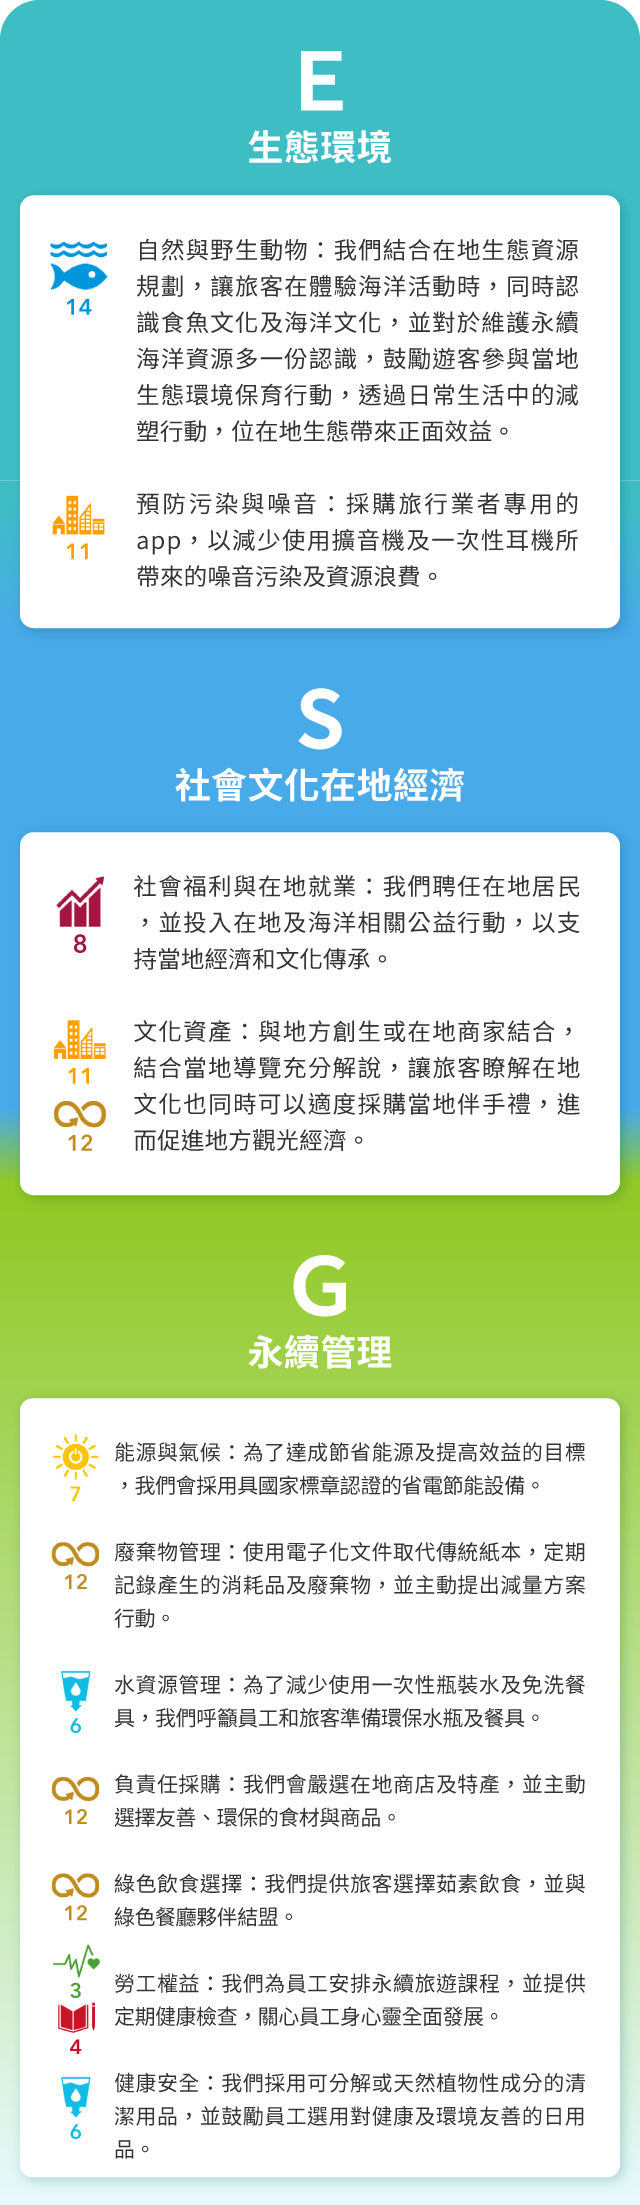 E
生態環境
自然與野生動物：我們結合在地生態資源
規劃，讓旅客在體驗海洋活動時，同時認
識食魚文化及海洋文化，並對於維護永續
海洋資源多一份認識，鼓勵遊客參與當地
生態環境保育行動，透過日常生活中的減
塑行動，位在地生態帶來正面效益。
14
預防污染與噪音：採購旅行業者專用的
app，以減少使用擴音機及一次性耳機所
帶來的噪音污染及資源浪費。
11
S
社會文化在地經濟
社會福利與在地就業：我們聘任在地居民
，並投入在地及海洋相關公益行動，以支
持當地經濟和文化傳承。
8
文化資產：與地方創生或在地商家結合，
結合當地導覽充分解說，讓旅客瞭解在地
文化也同時可以適度採購當地伴手禮，進
而促進地方觀光經濟。
11
12
G
永續管理
能源與氣候：為了達成節省能源及提高效益的目標
，我們會採用具國家標章認證的省電節能設備。
7
廢棄物管理：使用電子化文件取代傳統紙本，定期
記錄產生的消耗品及廢棄物，並主動提出減量方案
行動。
12
水資源管理：為了減少使用一次性瓶裝水及免洗餐
具，我們呼籲員工和旅客準備環保水瓶及餐具。
6
負責任採購：我們會嚴選在地商店及特產，並主動
選擇友善、環保的食材與商品。
12
綠色飲食選擇：我們提供旅客選擇茹素飲食，並與
綠色餐廳夥伴結盟。
12
勞工權益：我們為員工安排永續旅遊課程，並提供
定期健康檢查，關心員工身心靈全面發展。
3
4
健康安全：我們採用可分解或天然植物性成分的清
潔用品，並鼓勵員工選用對健康及環境友善的日用
品。
6